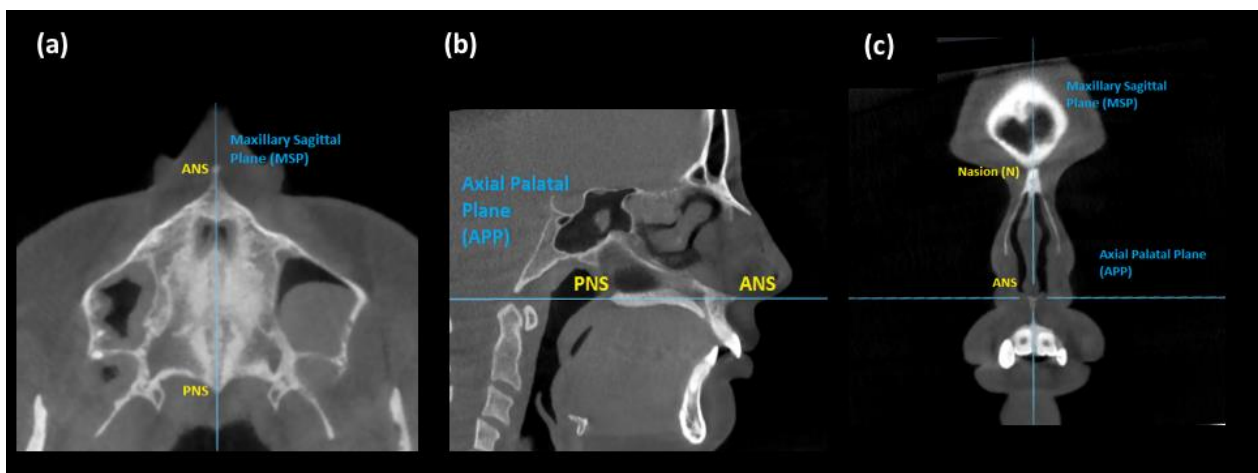 (a)
Maxillary Sagittal
Plane (MSP)
ANS
PNS
(b)
Axial Palatal
Plane
(APP)
PNS
ANS
(c)
Maxillary Sagittal
Plane (MSP)
Nasion (N)
Axial Palatal Plane
(APP)
ANS